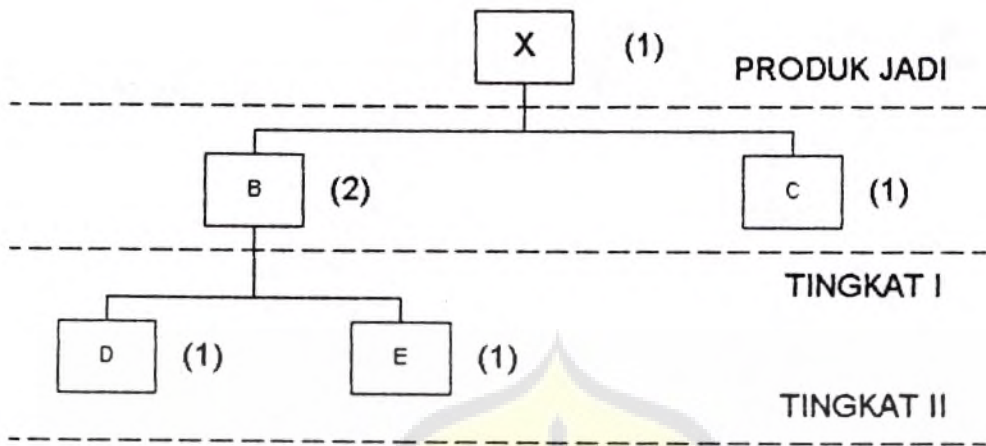 X (1)
PRODUK JADI
B (2) C (1)
TINGKAT I
D (1) E (1)
TINGKAT II